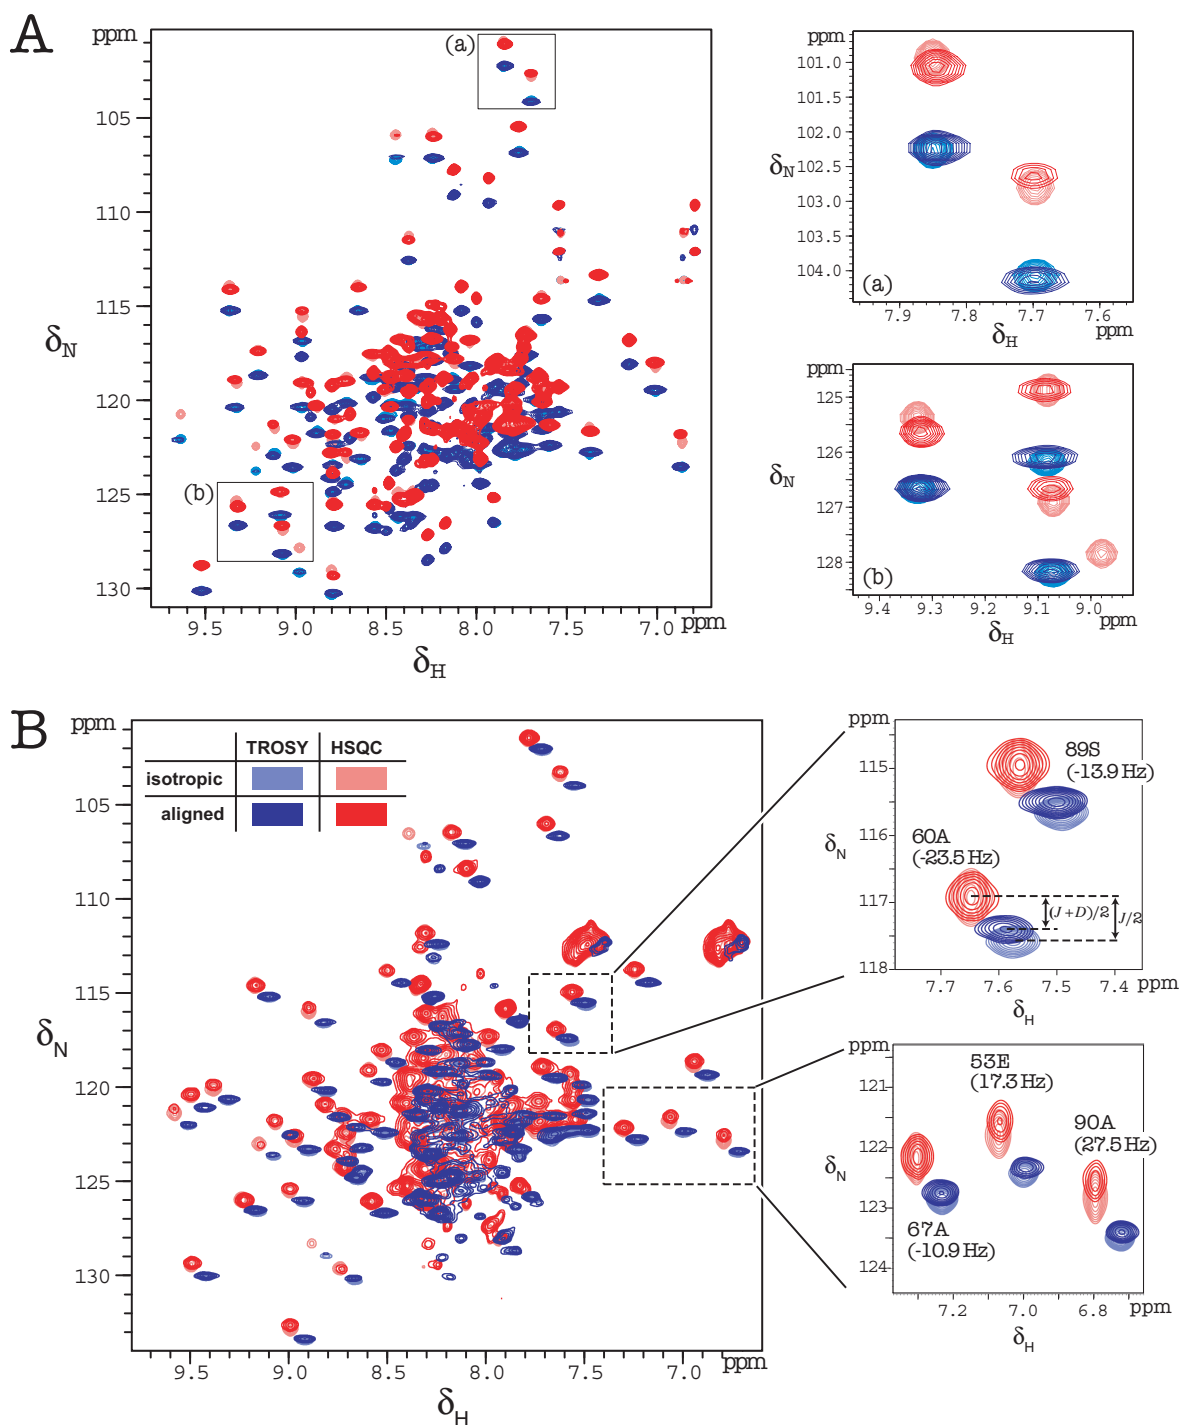 A
ppm
(a)
105
110
115
120
125
130
δN
(b)
9.5 9.0 8.5 8.0 7.5 7.0 ppm
δH
ppm
101.0
101.5
102.0
102.5
103.0
103.5
104.0
δN
(a)
7.9 7.8 7.7 7.6
ppm
δH
ppm
125
126
127
128
δN
(b)
9.4 9.3 9.2 9.1 9.0
ppm
δH
B
ppm
TROSY HSQC
isotropic
aligned
105
110
115
120
125
130
δN
9.5 9.0 8.5 8.0 7.5 7.0 ppm
δH
ppm
115
116
117
118
δN
89S
(-13.9 Hz)
60A
(-23.5 Hz)
(J+D)/2
J/2
7.7 7.6 7.5 7.4 ppm
δH
ppm
121
122
123
124
δN
53E
(17.3 Hz)
90A
(27.5 Hz)
67A
(-10.9 Hz)
7.2 7.0 6.8 ppm
δH